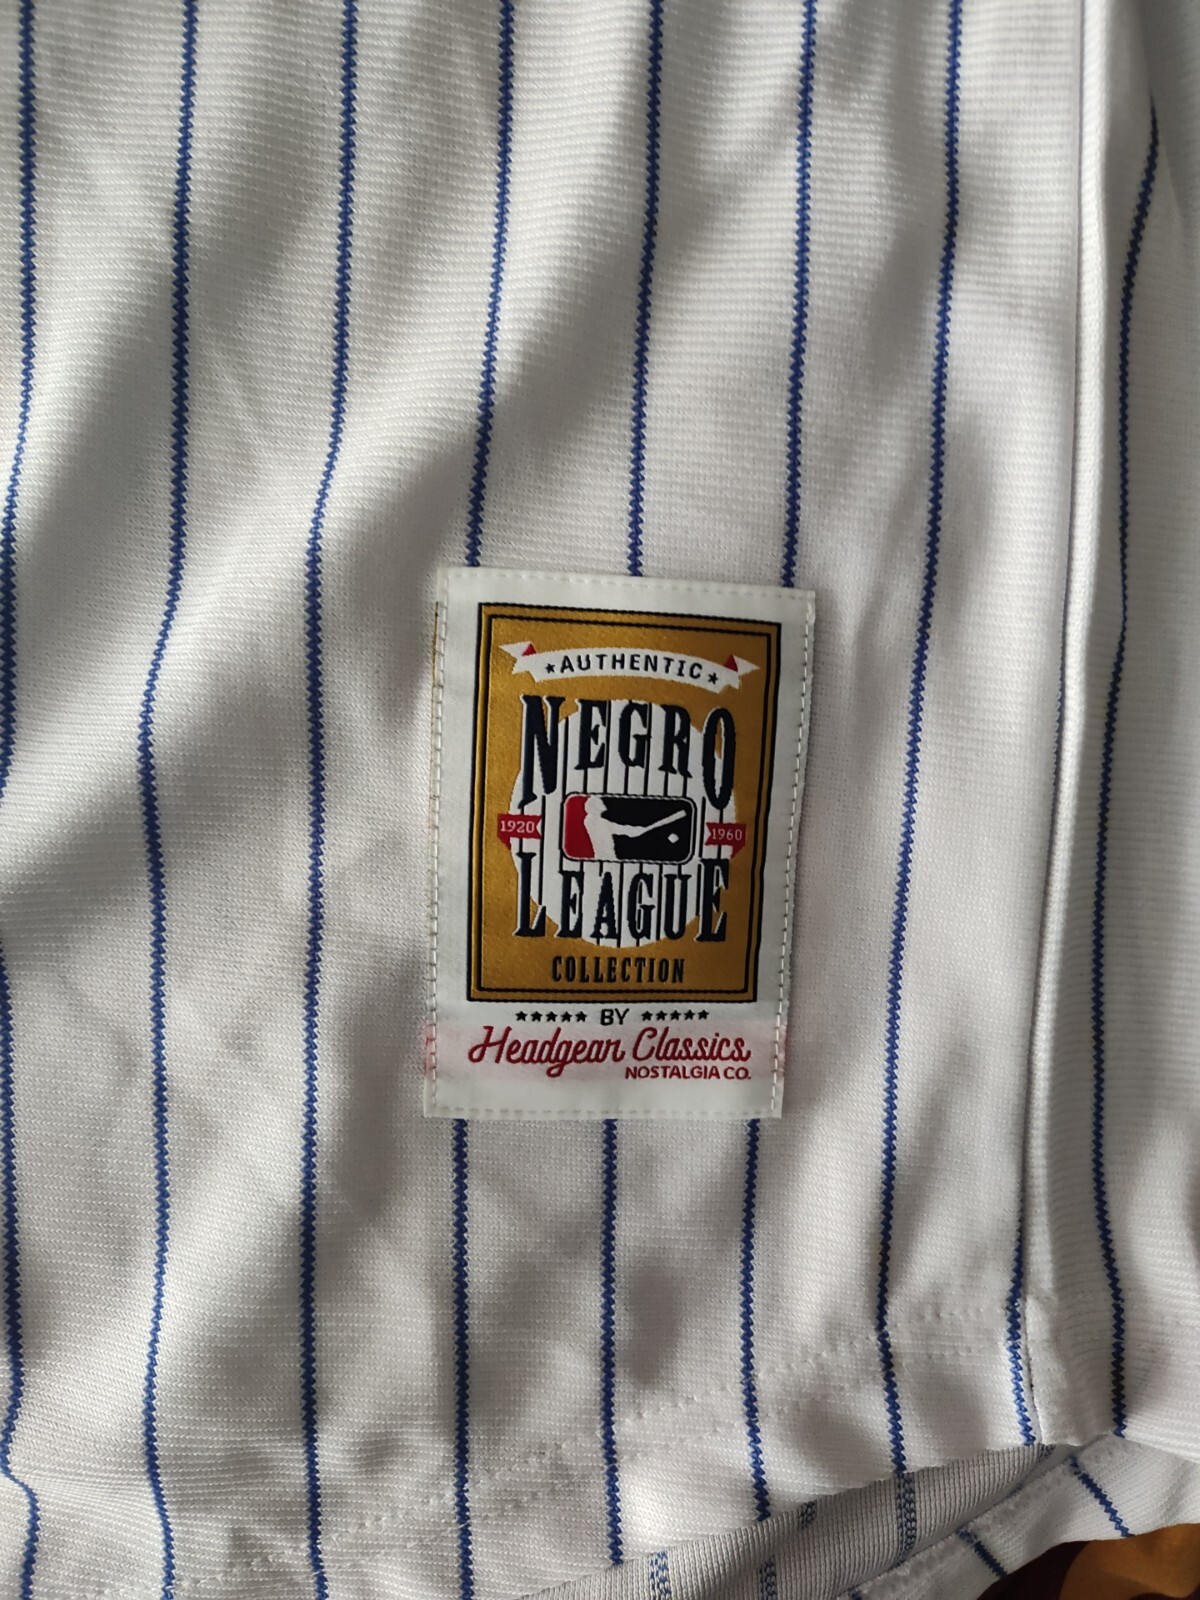 ★AUTHENTIC★
NEGRO
1920 1960
LEAGUE
COLLECTION
★★★★★ BY ★★★★★
Headgear Classics
NOSTALGIA CO.